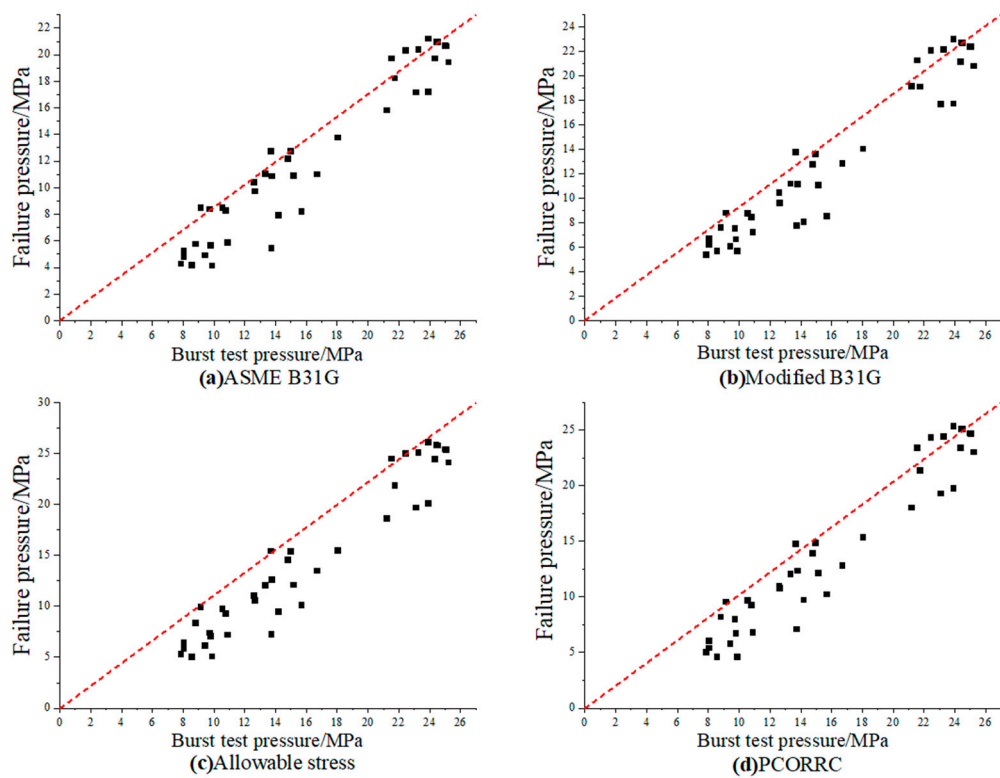 Failure pressure/MPa
22
20
18
16
14
12
10
8
6
4
2
0
0 2 4 6 8 10 12 14 16 18 20 22 24 26
Burst test pressure/MPa
(a)ASME B31G
Failure pressure/MPa
24
22
20
18
16
14
12
10
8
6
4
2
0
0 2 4 6 8 10 12 14 16 18 20 22 24 26
Burst test pressure/MPa
(b)Modified B31G
Failure pressure/MPa
30
25
20
15
10
5
0
0 2 4 6 8 10 12 14 16 18 20 22 24 26
Burst test pressure/MPa
(c)Allowable stress
Failure pressure/MPa
25
20
15
10
5
0
0 2 4 6 8 10 12 14 16 18 20 22 24 26
Burst test pressure/MPa
(d)PCORRC